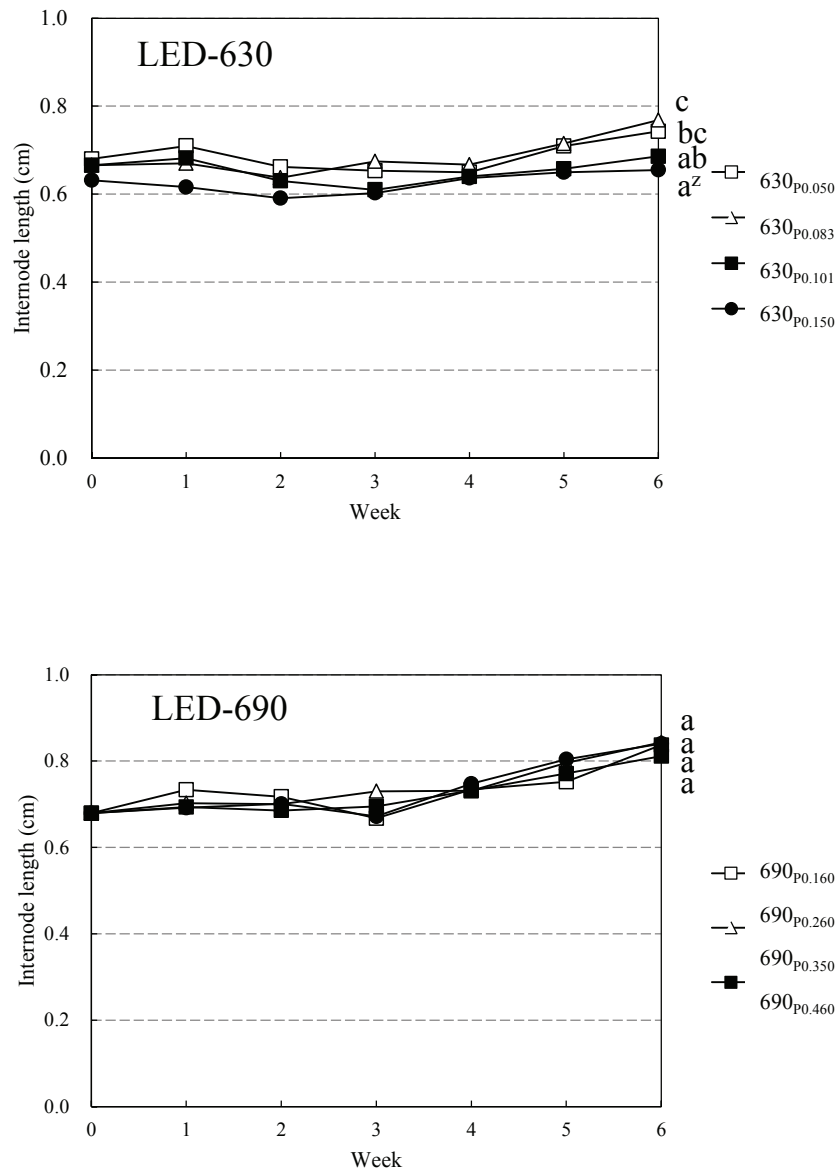 1.0
LED-630
0.8
0.6
0.4
0.2
0.0
Internode length (cm)
0 1 2 3 4 5 6
Week
c
bc
ab
a^z
630P0.050
630P0.083
630P0.101
630P0.150
1.0
LED-690
0.8
0.6
0.4
0.2
0.0
Internode length (cm)
0 1 2 3 4 5 6
Week
a
a
a
a
690P0.160
690P0.260
690P0.350
690P0.460